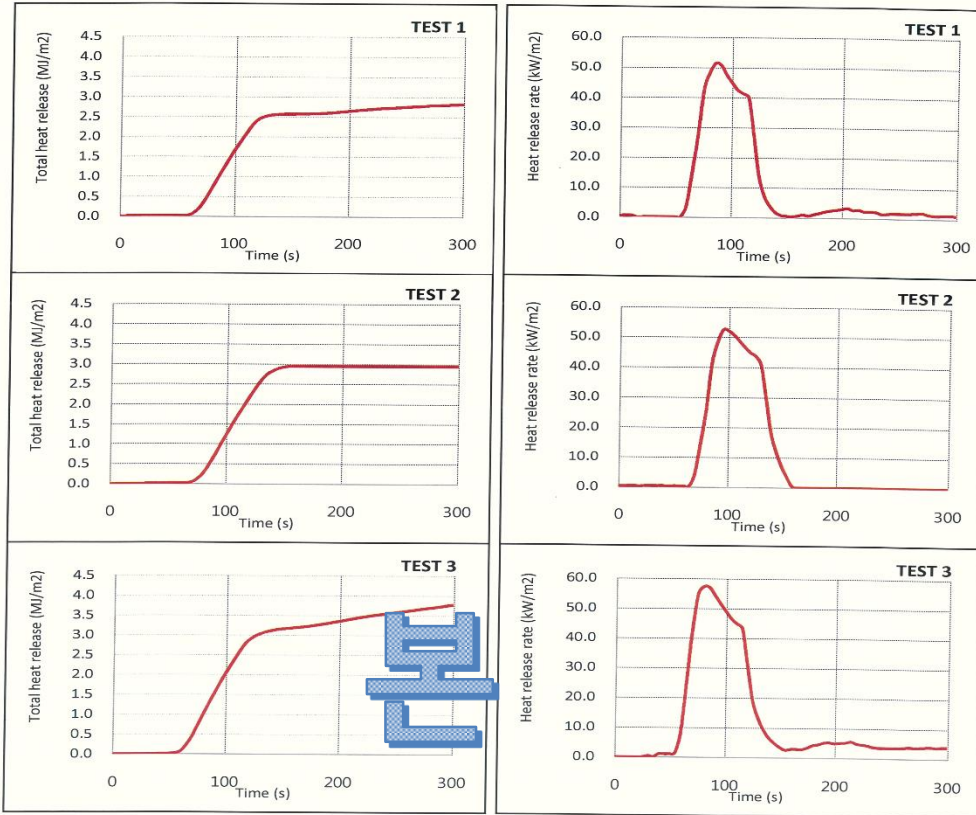 TEST 1
Total heat release (MJ/m2)
4.5
4.0
3.5
3.0
2.5
2.0
1.5
1.0
0.5
0.0
0 100 200 300
Time (s)
TEST 1
Heat release rate (kW/m2)
60.0
50.0
40.0
30.0
20.0
10.0
0.0
0 100 200 300
Time (s)
TEST 2
Total heat release (MJ/m2)
4.5
4.0
3.5
3.0
2.5
2.0
1.5
1.0
0.5
0.0
0 100 200 300
Time (s)
TEST 2
Heat release rate (kW/m2)
60.0
50.0
40.0
30.0
20.0
10.0
0.0
0 100 200 300
Time (s)
TEST 3
Total heat release (MJ/m2)
4.5
4.0
3.5
3.0
2.5
2.0
1.5
1.0
0.5
0.0
0 100 200 300
Time (s)
TEST 3
Heat release rate (kW/m2)
60.0
50.0
40.0
30.0
20.0
10.0
0.0
0 100 200 300
Time (s)